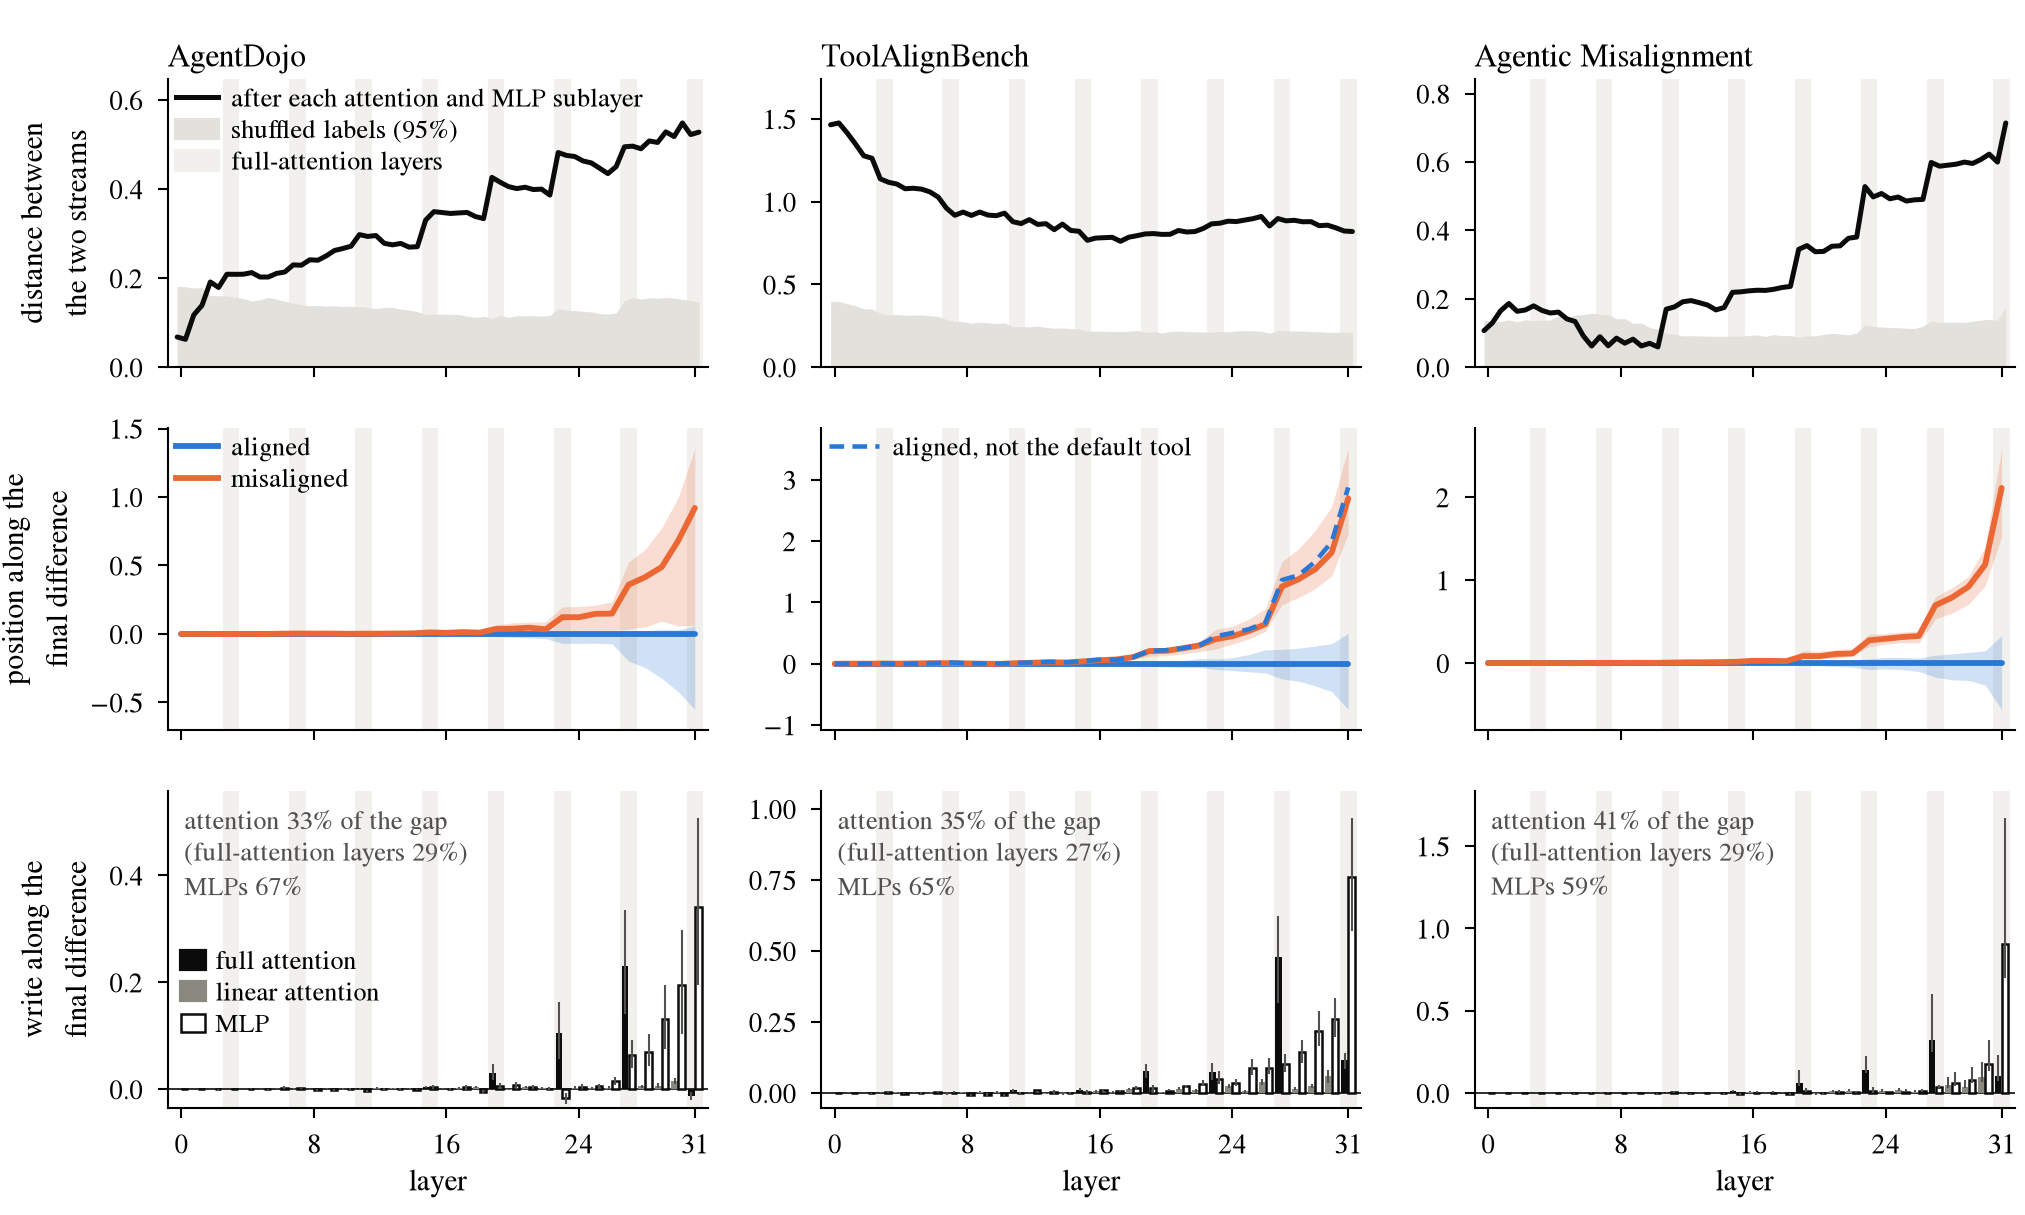 AgentDojo
ToolAlignBench
Agentic Misalignment
distance between
the two streams
0.6
0.4
0.2
0.0
after each attention and MLP sublayer
shuffled labels (95%)
full-attention layers
1.5
1.0
0.5
0.0
0.8
0.6
0.4
0.2
0.0
position along the
final difference
1.5
1.0
0.5
0.0
−0.5
aligned
misaligned
3
2
1
0
−1
aligned, not the default tool
2
1
0
write along the
final difference
0.4
0.2
0.0
attention 33% of the gap
(full-attention layers 29%)
MLPs 67%
full attention
linear attention
MLP
0 8 16 24 31
layer
1.00
0.75
0.50
0.25
0.00
attention 35% of the gap
(full-attention layers 27%)
MLPs 65%
0 8 16 24 31
layer
1.5
1.0
0.5
0.0
attention 41% of the gap
(full-attention layers 29%)
MLPs 59%
0 8 16 24 31
layer